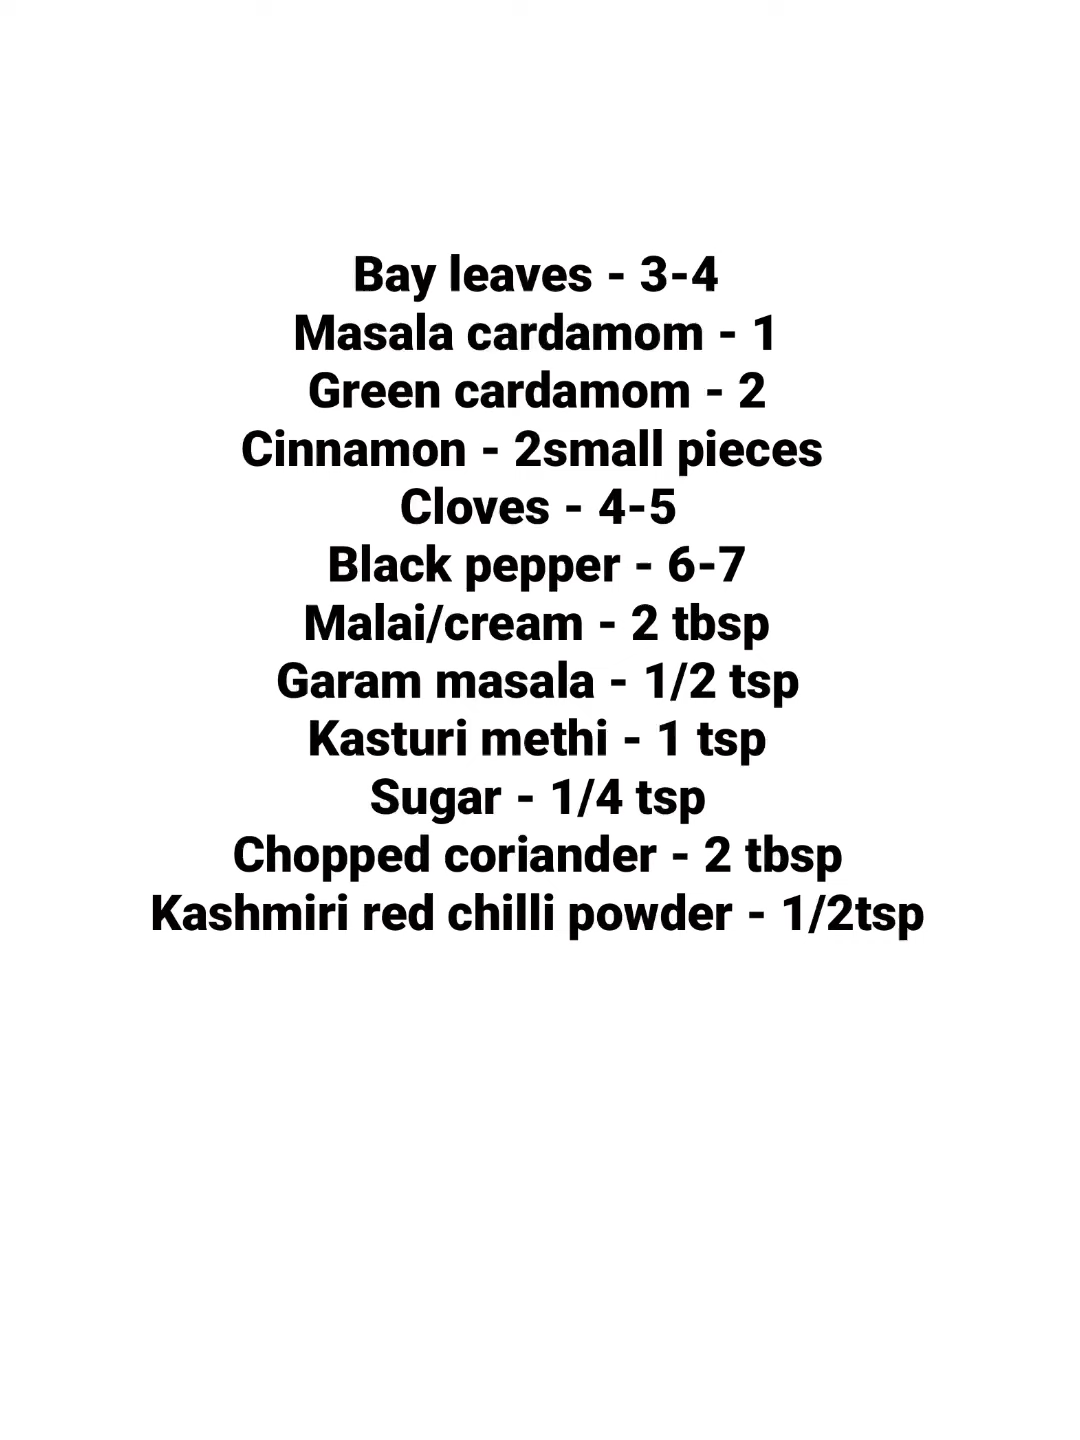 Bay leaves - 3-4
Masala cardamom - 1
Green cardamom - 2
Cinnamon - 2small pieces
Cloves - 4-5
Black pepper - 6-7
Malai/cream - 2 tbsp
Garam masala - 1/2 tsp
Kasturi methi - 1 tsp
Sugar - 1/4 tsp
Chopped coriander - 2 tbsp
Kashmiri red chilli powder - 1/2tsp